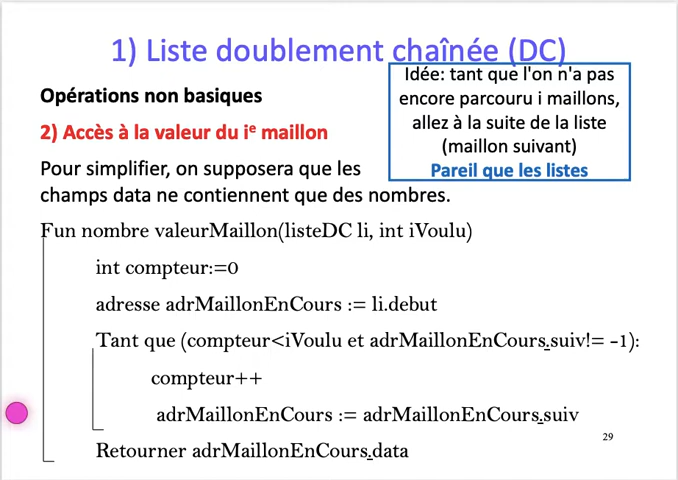 1) Liste doublement chaînée (DC)
Idée: tant que l'on n'a pas
encore parcouru i maillons,
allez à la suite de la liste
(maillon suivant)
Pareil que les listes
Opérations non basiques
2) Accès à la valeur du iᵉ maillon
Pour simplifier, on supposera que les
champs data ne contiennent que des nombres.
Fun nombre valeurMaillon(listeDC li, int iVoulu)
int compteur:=0
adresse adrMaillonEnCours := li.debut
Tant que (compteur<iVoulu et adrMaillonEnCours.suiv!= -1):
compteur++
adrMaillonEnCours := adrMaillonEnCours.suiv
Retourner adrMaillonEnCours.data
29